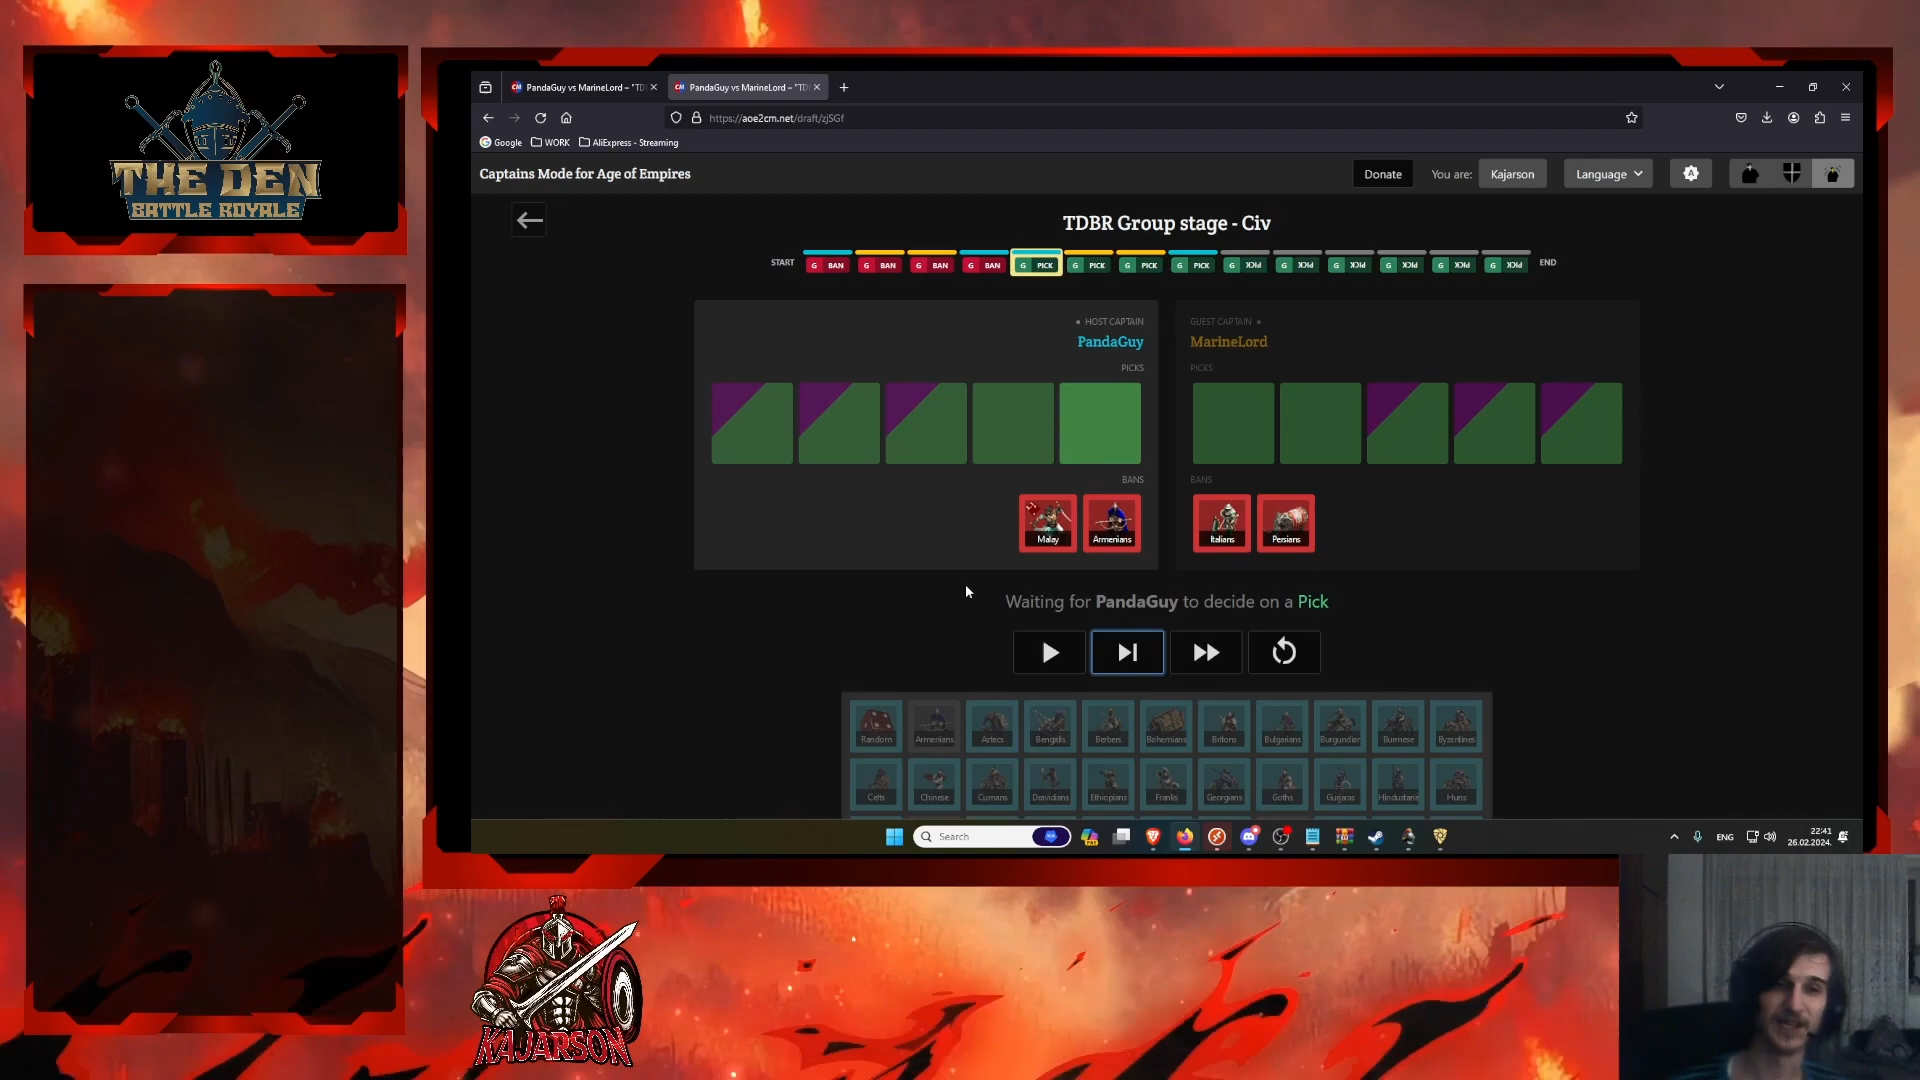 THE DEN
BATTLE ROYALE
PandaGuy vs MarineLord – "TD
PandaGuy vs MarineLord – "TD
https://aoe2cm.net/draft/zjSGf
Google
WORK
AliExpress - Streaming
Captains Mode for Age of Empires
Donate
You are:
Kajarson
Language
TDBR Group stage - Civ
START
G BAN
G BAN
G BAN
G BAN
G PICK
G PICK
G PICK
G PICK
G PICK
G PICK
G PICK
G PICK
G PICK
G PICK
END
HOST CAPTAIN
PandaGuy
PICKS
BANS
Malay
Armenians
GUEST CAPTAIN
MarineLord
PICKS
BANS
Italians
Persians
Waiting for PandaGuy to decide on a Pick
Random
Armenians
Aztecs
Bengalis
Berbers
Bohemians
Britons
Bulgarians
Burgundian
Burmese
Byzantines
Celts
Chinese
Cumans
Dravidians
Ethiopians
Franks
Georgians
Goths
Gurjaras
Hindustani
Huns
Search
ENG
22:41
26.02.2024.
KAJARSON